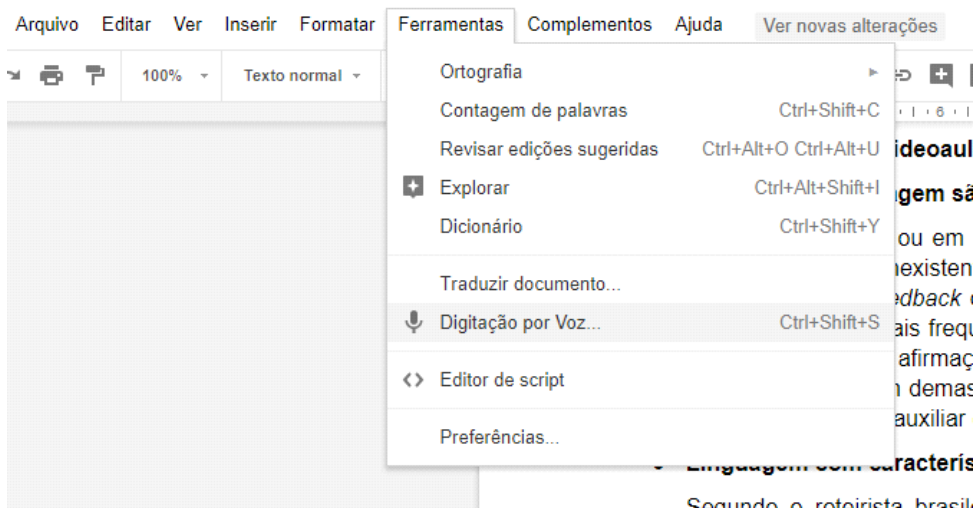 Arquivo Editar Ver Inserir Formatar Ferramentas Complementos Ajuda Ver novas alterações
100% Texto normal
6
Ortografia
Contagem de palavras Ctrl+Shift+C
Revisar edições sugeridas Ctrl+Alt+O Ctrl+Alt+U
Explorar Ctrl+Alt+Shift+I
Dicionário Ctrl+Shift+Y
Traduzir documento...
Digitação por Voz... Ctrl+Shift+S
Editor de script
Preferências...
ideoaul
gem sã
ou em
nexisten
edback
ais frequ
afirmaç
demas
auxiliar
Linguagem com caracterís
Segundo o roteirista brasil